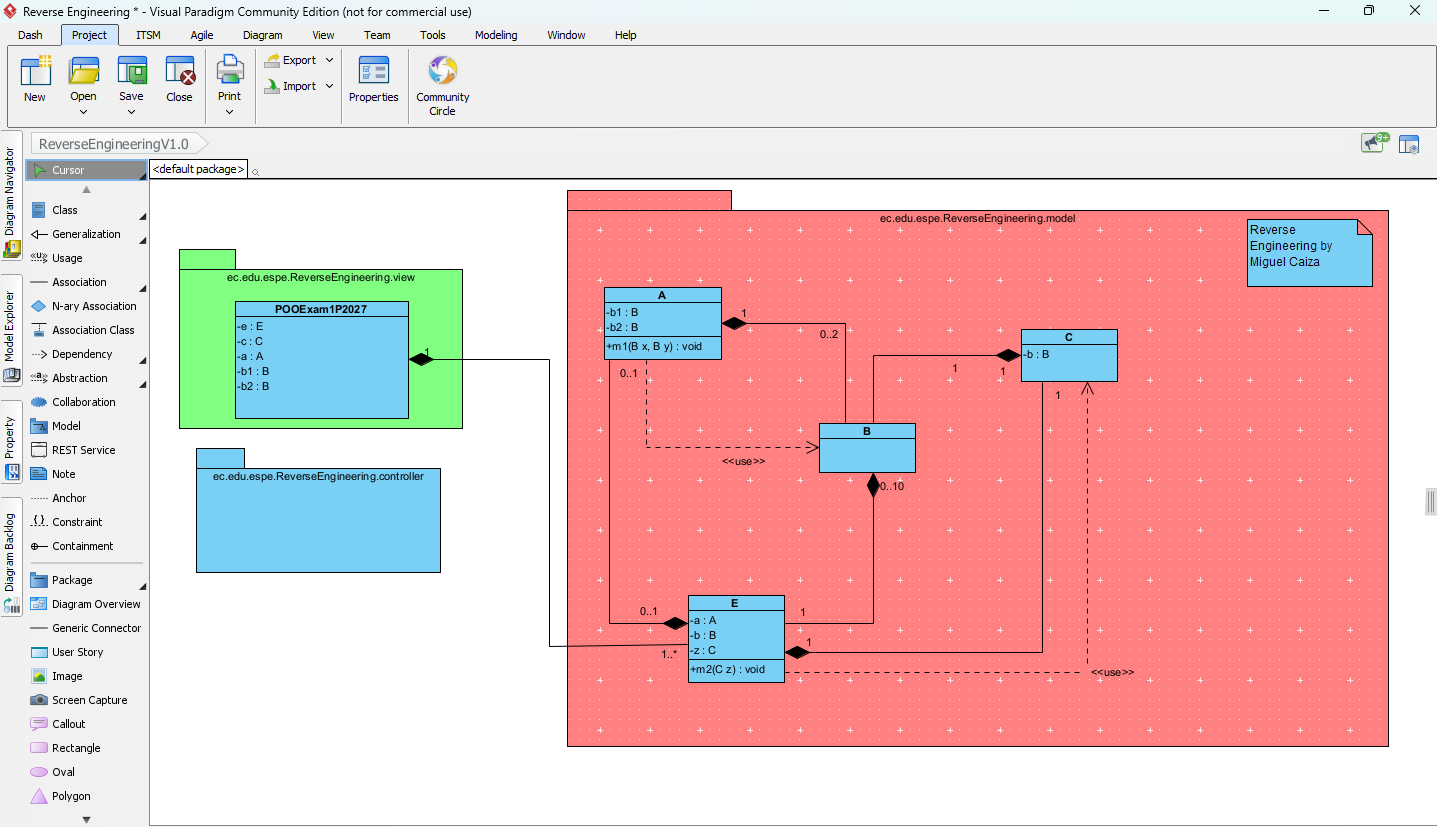 Reverse Engineering * - Visual Paradigm Community Edition (not for commercial use)
Dash Project ITSM Agile Diagram View Team Tools Modeling Window Help
New Open Save Close Print Export Import Properties Community Circle
ReverseEngineeringV1.0
9+
Diagram Navigator
Model Explorer
Property
Diagram Backlog
Cursor
Class
Generalization
<<U>> Usage
Association
N-ary Association
Association Class
Dependency
<<a>> Abstraction
Collaboration
Model
REST Service
Note
Anchor
{} Constraint
Containment
Package
Diagram Overview
Generic Connector
User Story
Image
Screen Capture
Callout
Rectangle
Oval
Polygon
<default package>
ec.edu.espe.ReverseEngineering.view
POOExam1P2027
-e : E
-c : C
-a : A
-b1 : B
-b2 : B
1
ec.edu.espe.ReverseEngineering.controller
ec.edu.espe.ReverseEngineering.model
Reverse
Engineering by
Miguel Caiza
A
-b1 : B
-b2 : B
+m1(B x, B y) : void
1
0..2
0..1
C
-b : B
1
1
1
B
<<use>>
0..10
0..1
E
-a : A
-b : B
-z : C
+m2(C z) : void
1
1
1..*
<<use>>